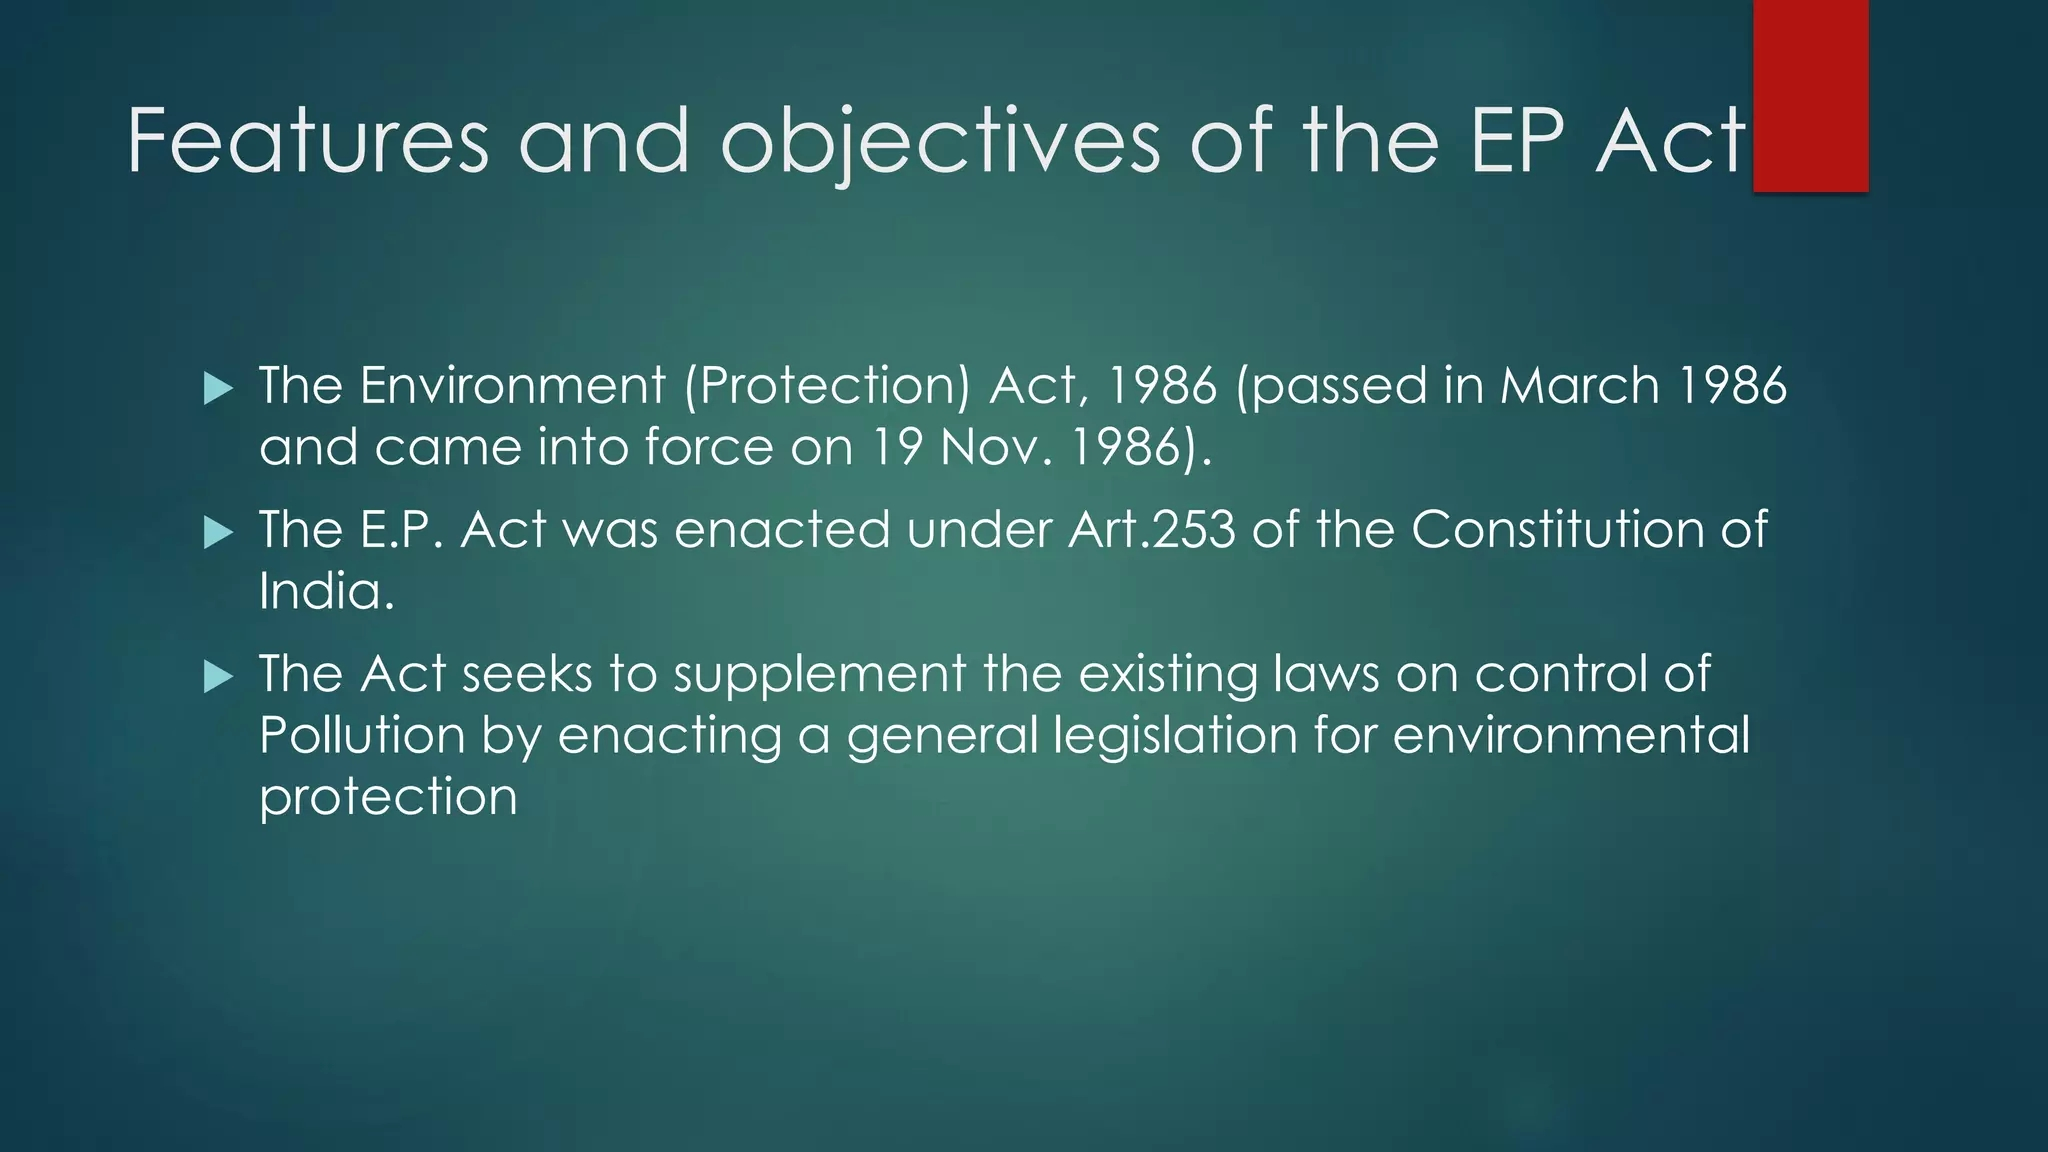 Features and objectives of the EP Act
The Environment (Protection) Act, 1986 (passed in March 1986
and came into force on 19 Nov. 1986).
The E.P. Act was enacted under Art.253 of the Constitution of
India.
The Act seeks to supplement the existing laws on control of
Pollution by enacting a general legislation for environmental
protection